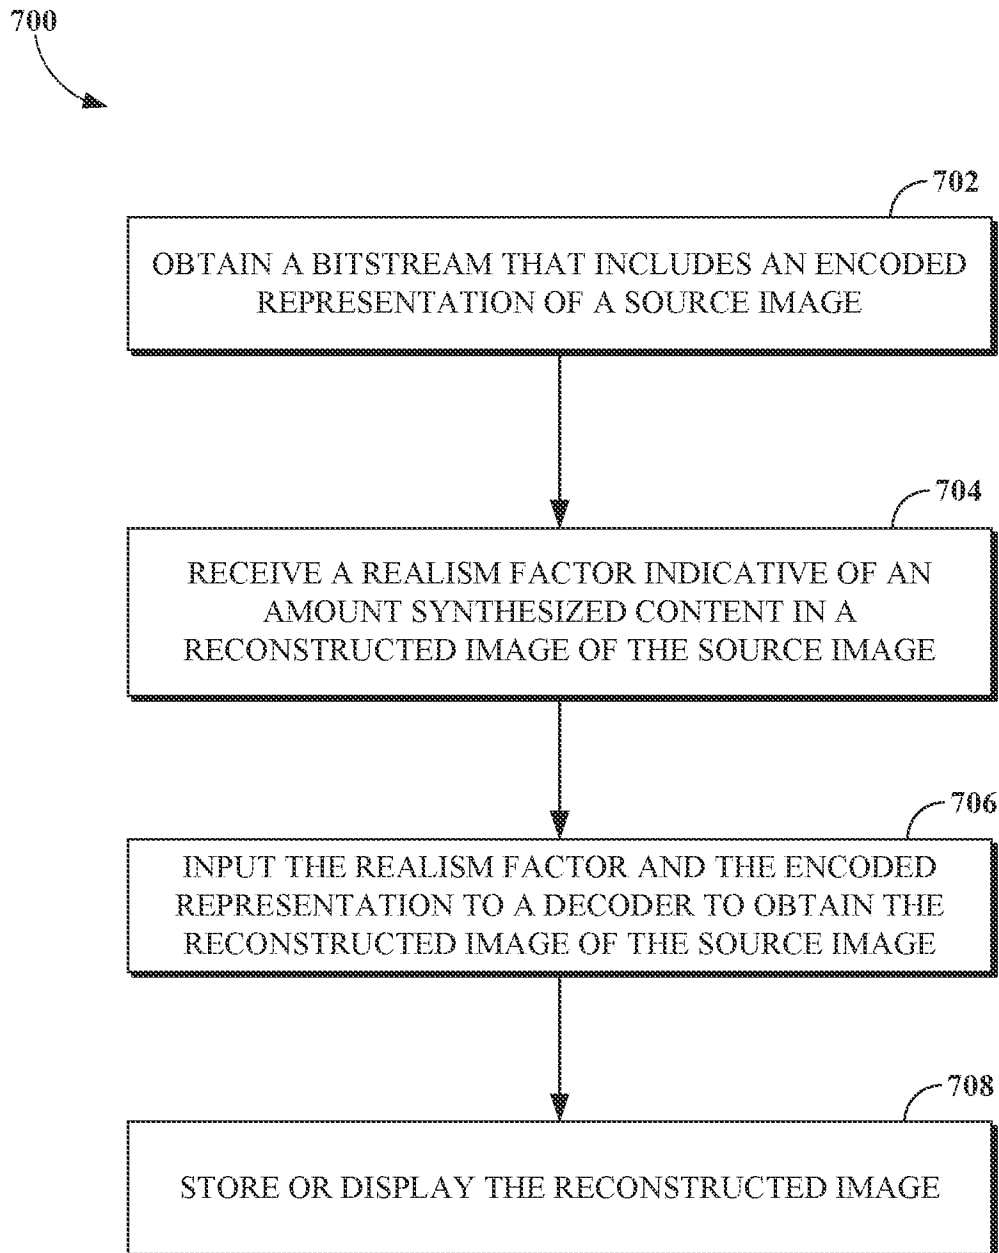 700
702
OBTAIN A BITSTREAM THAT INCLUDES AN ENCODED
REPRESENTATION OF A SOURCE IMAGE
704
RECEIVE A REALISM FACTOR INDICATIVE OF AN
AMOUNT SYNTHESIZED CONTENT IN A
RECONSTRUCTED IMAGE OF THE SOURCE IMAGE
706
INPUT THE REALISM FACTOR AND THE ENCODED
REPRESENTATION TO A DECODER TO OBTAIN THE
RECONSTRUCTED IMAGE OF THE SOURCE IMAGE
708
STORE OR DISPLAY THE RECONSTRUCTED IMAGE